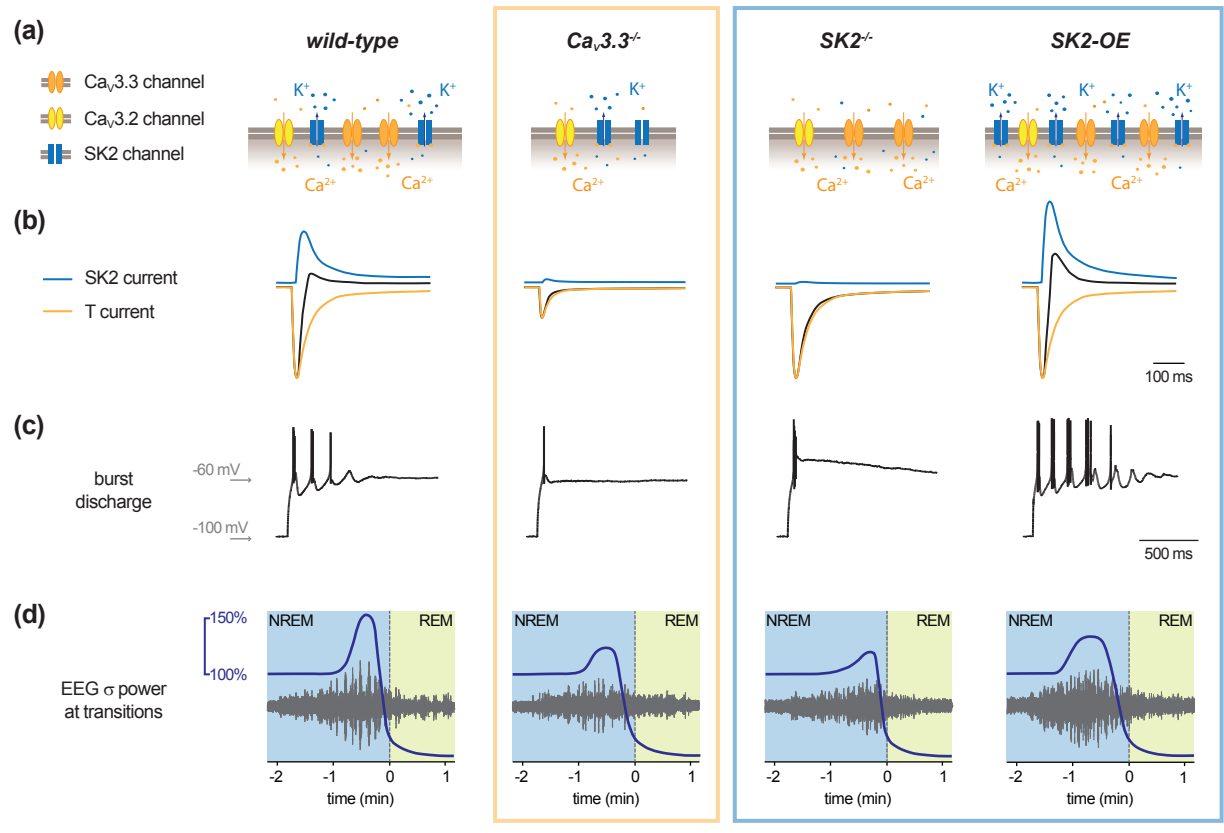 (a)
wild-type
Cav3.3-/-
SK2-/-
SK2-OE
Cav3.3 channel
Cav3.2 channel
SK2 channel
K+ K+
Ca2+ Ca2+
K+
Ca2+
Ca2+ Ca2+
K+ K+ K+
Ca2+ Ca2+
(b)
SK2 current
T current
100 ms
(c)
burst
discharge
-60 mV
-100 mV
500 ms
(d)
EEG σ power
at transitions
150%
100%
NREM REM
NREM REM
NREM REM
NREM REM
-2 -1 0 1
-2 -1 0 1
-2 -1 0 1
-2 -1 0 1
time (min)
time (min)
time (min)
time (min)